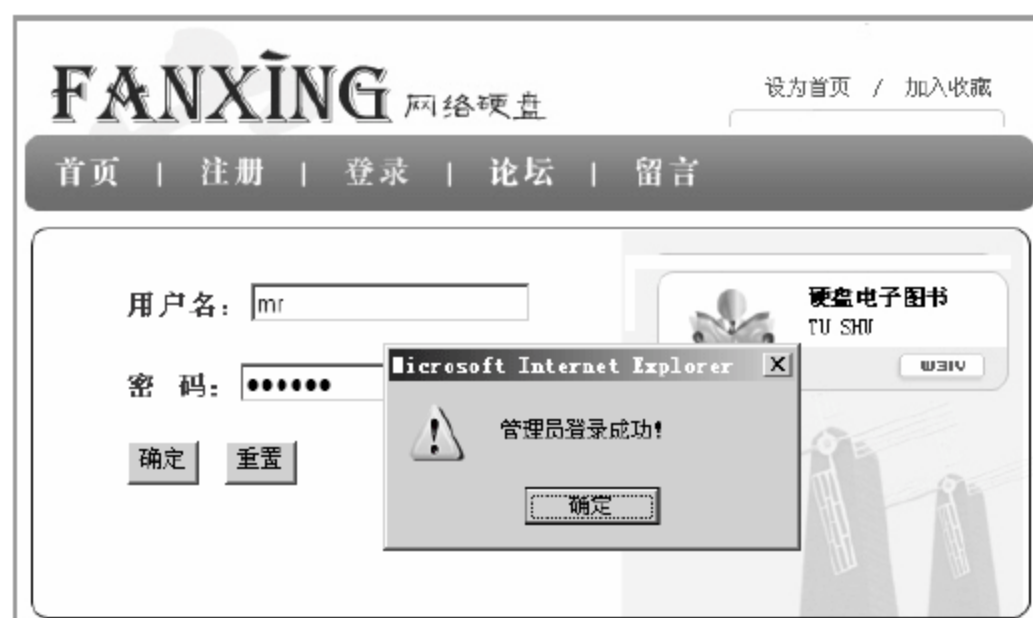 FANXĪNG 网络硬盘
设为首页 / 加入收藏
首页 | 注册 | 登录 | 论坛 | 留言
用户名: mr
硬盘电子图书
TU SHU
VIEW
Microsoft Internet Explorer
密 码: ●●●●●●
管理员登录成功!
确定 重置
确定